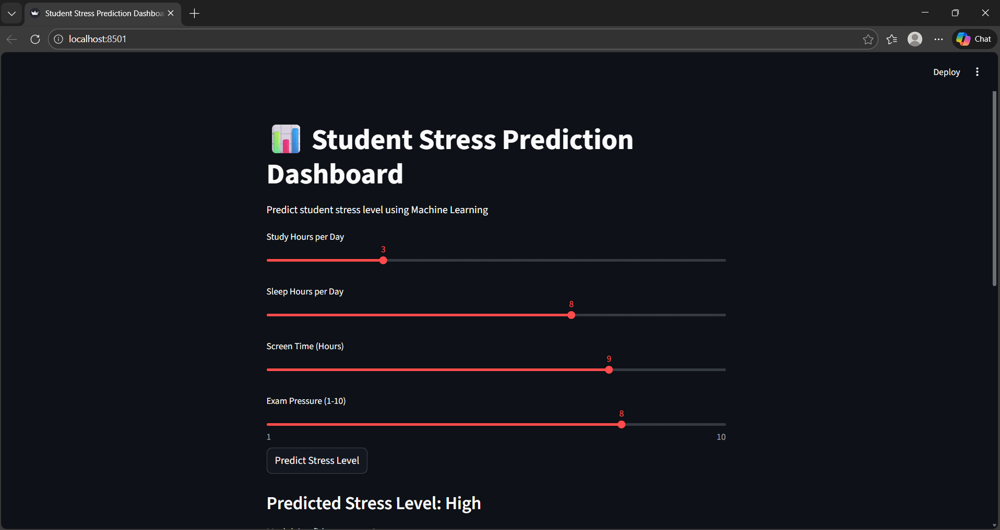 Student Stress Prediction Dashboa
localhost:8501
Chat
Deploy
Student Stress Prediction
Dashboard
Predict student stress level using Machine Learning
Study Hours per Day
3
Sleep Hours per Day
8
Screen Time (Hours)
9
Exam Pressure (1-10)
8
1 10
Predict Stress Level
Predicted Stress Level: High